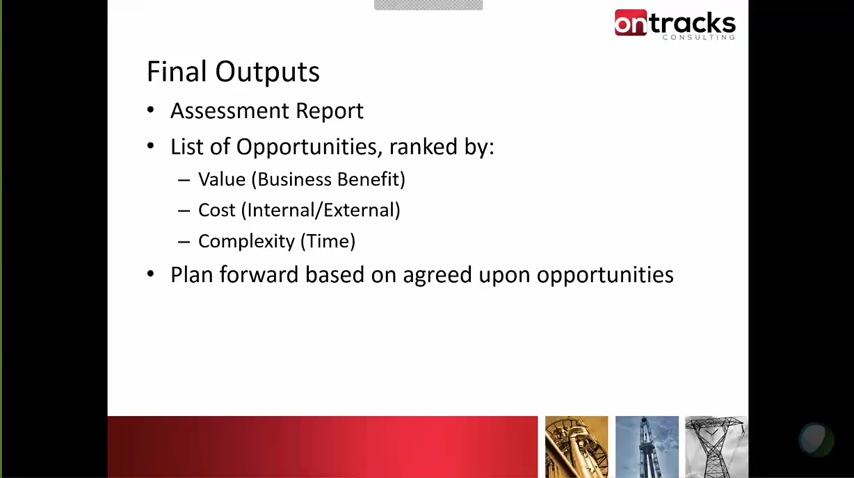 ontracks
CONSULTING
Final Outputs
• Assessment Report
• List of Opportunities, ranked by:
– Value (Business Benefit)
– Cost (Internal/External)
– Complexity (Time)
• Plan forward based on agreed upon opportunities